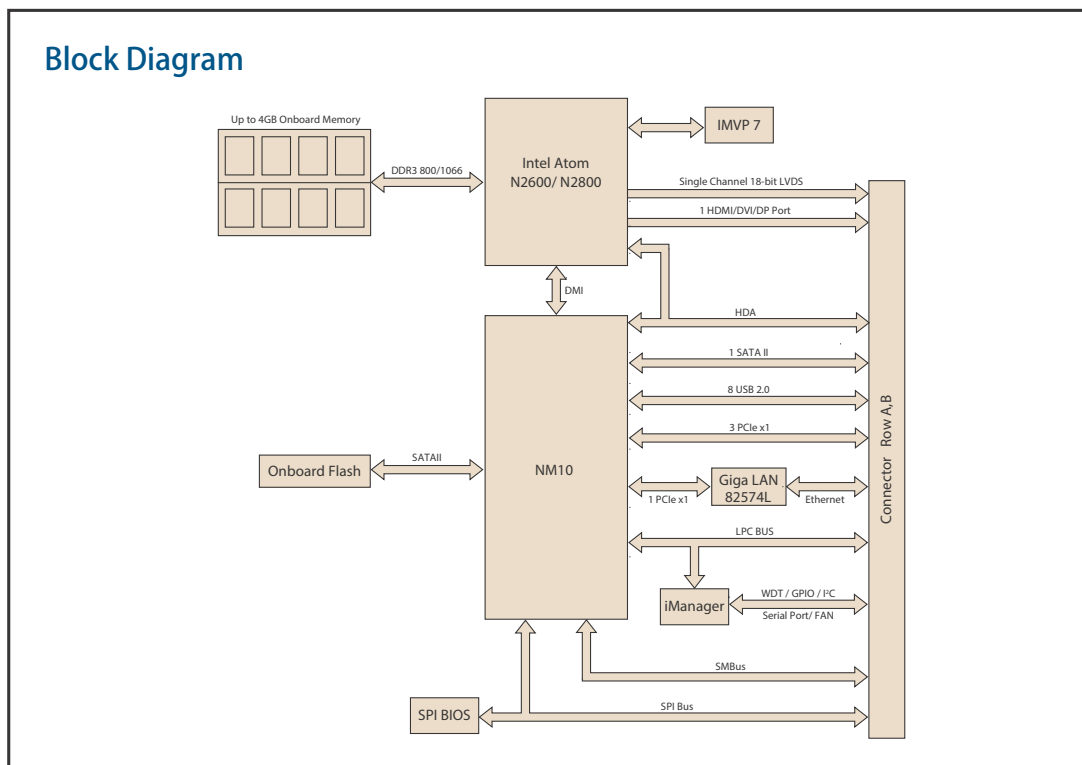 Block Diagram
Up to 4GB Onboard Memory
DDR3 800/1066
Intel Atom
N2600/ N2800
IMVP 7
Single Channel 18-bit LVDS
1 HDMI/DVI/DP Port
DMI
HDA
1 SATA II
8 USB 2.0
3 PCIe x1
Onboard Flash
SATAII
NM10
1 PCIe x1
Giga LAN
82574L
Ethernet
LPC BUS
iManager
WDT / GPIO / I²C
Serial Port/ FAN
SMBus
SPI BIOS
SPI Bus
Connector Row A,B